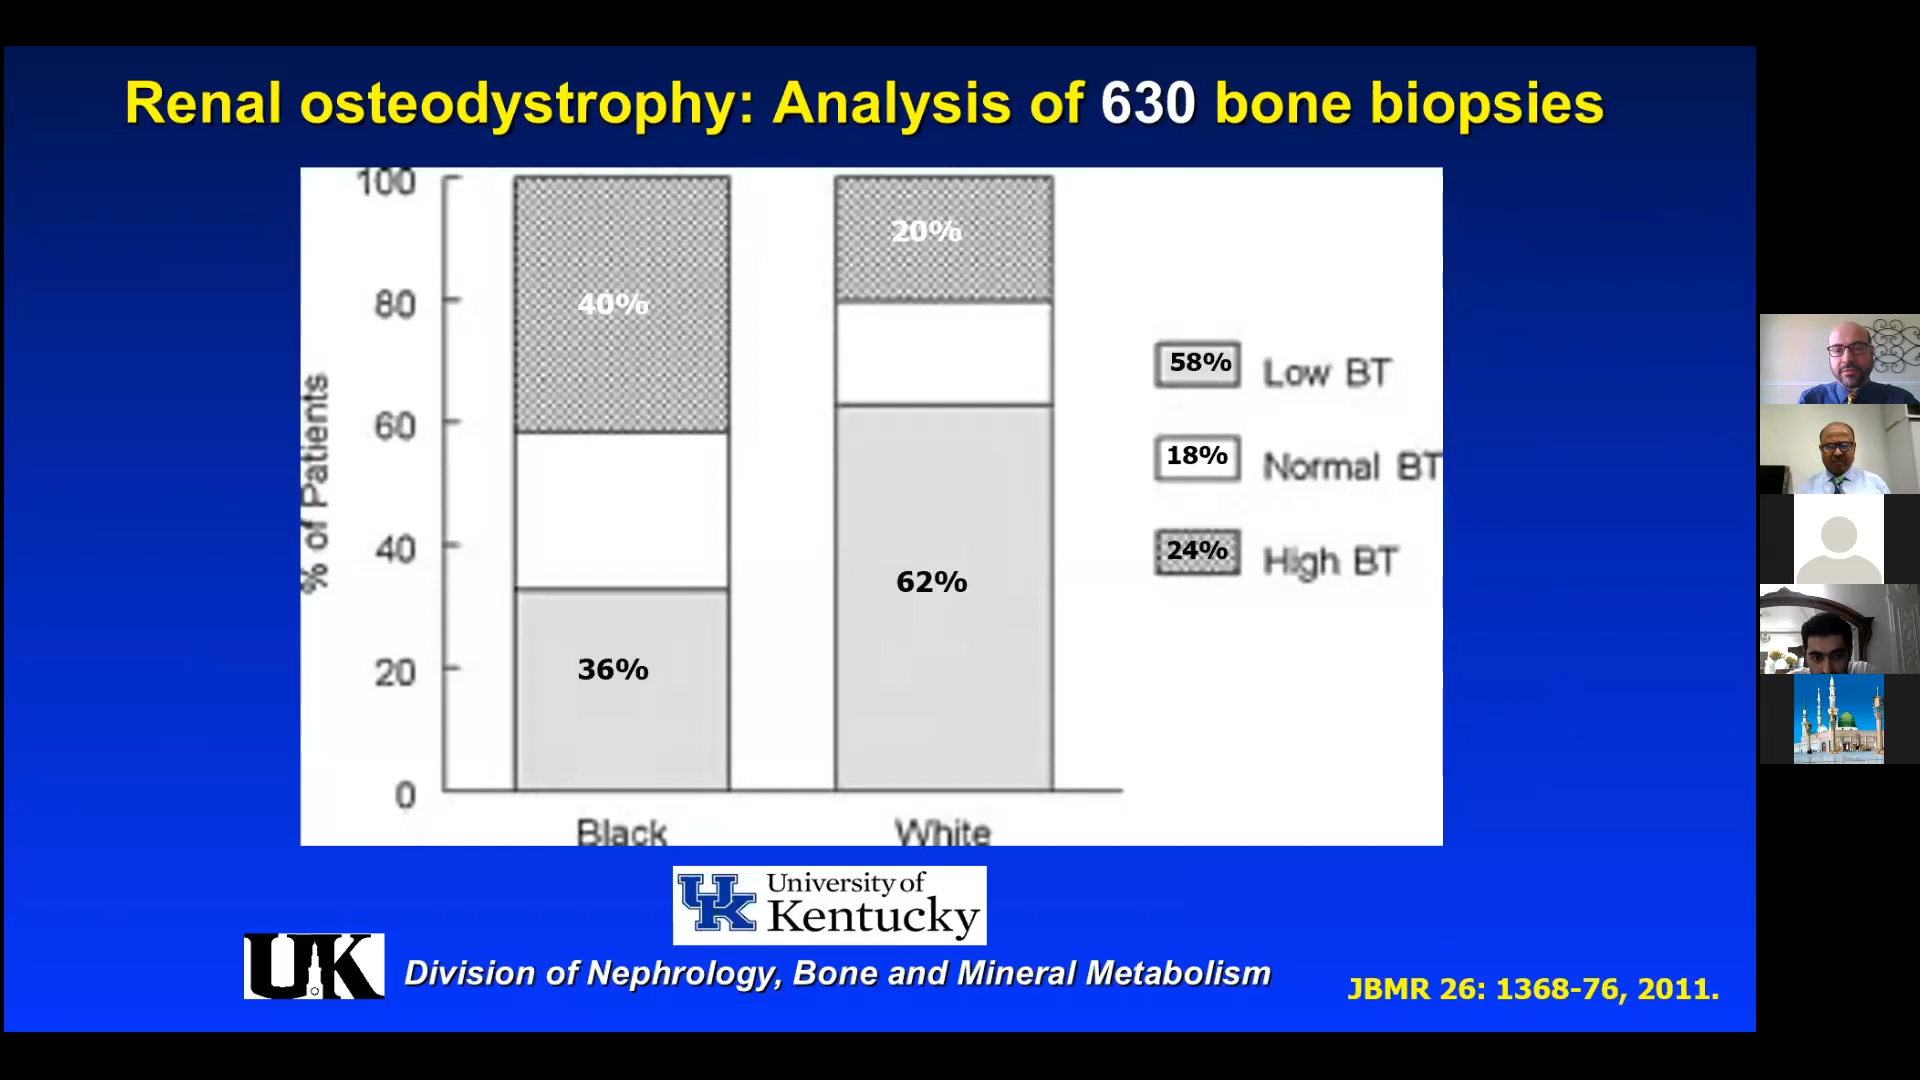 Renal osteodystrophy: Analysis of 630 bone biopsies
% of Patients
100
80
60
40
20
0
40%
36%
20%
62%
Black
White
58% Low BT
18% Normal BT
24% High BT
University of
Kentucky
UK
UK
Division of Nephrology, Bone and Mineral Metabolism
JBMR 26: 1368-76, 2011.